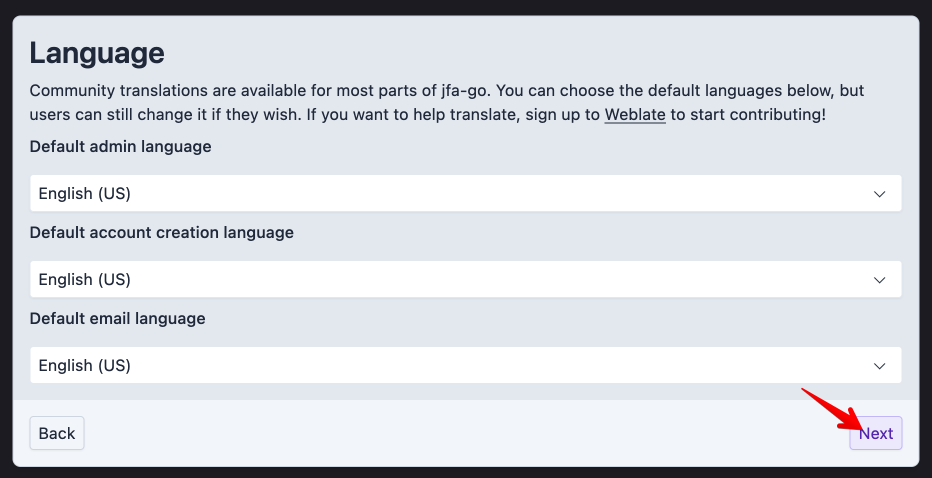 Language
Community translations are available for most parts of jfa-go. You can choose the default languages below, but
users can still change it if they wish. If you want to help translate, sign up to Weblate to start contributing!
Default admin language
English (US)
Default account creation language
English (US)
Default email language
English (US)
Back
Next